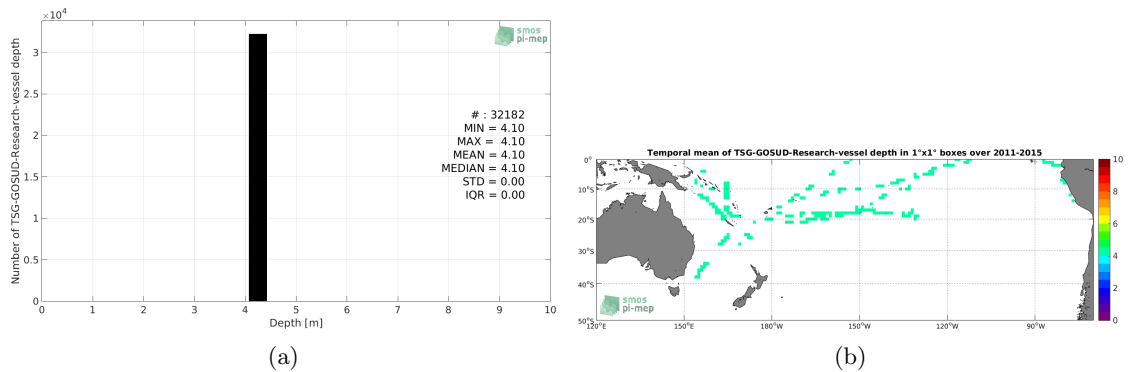 ×10⁴
smos
pi-mep
Number of TSG-GOSUD-Research-vessel depth
3
2.5
2
1.5
1
0.5
0
# : 32182
MIN = 4.10
MAX = 4.10
MEAN = 4.10
MEDIAN = 4.10
STD = 0.00
IQR = 0.00
0 1 2 3 4 5 6 7 8 9 10
Depth [m]
(a)
Temporal mean of TSG-GOSUD-Research-vessel depth in 1°x1° boxes over 2011-2015
0°
10°S
20°S
30°S
40°S
50°S
smos
pi-mep
120°E 150°E 180°W 150°W 120°W 90°W
10
8
6
4
2
0
(b)